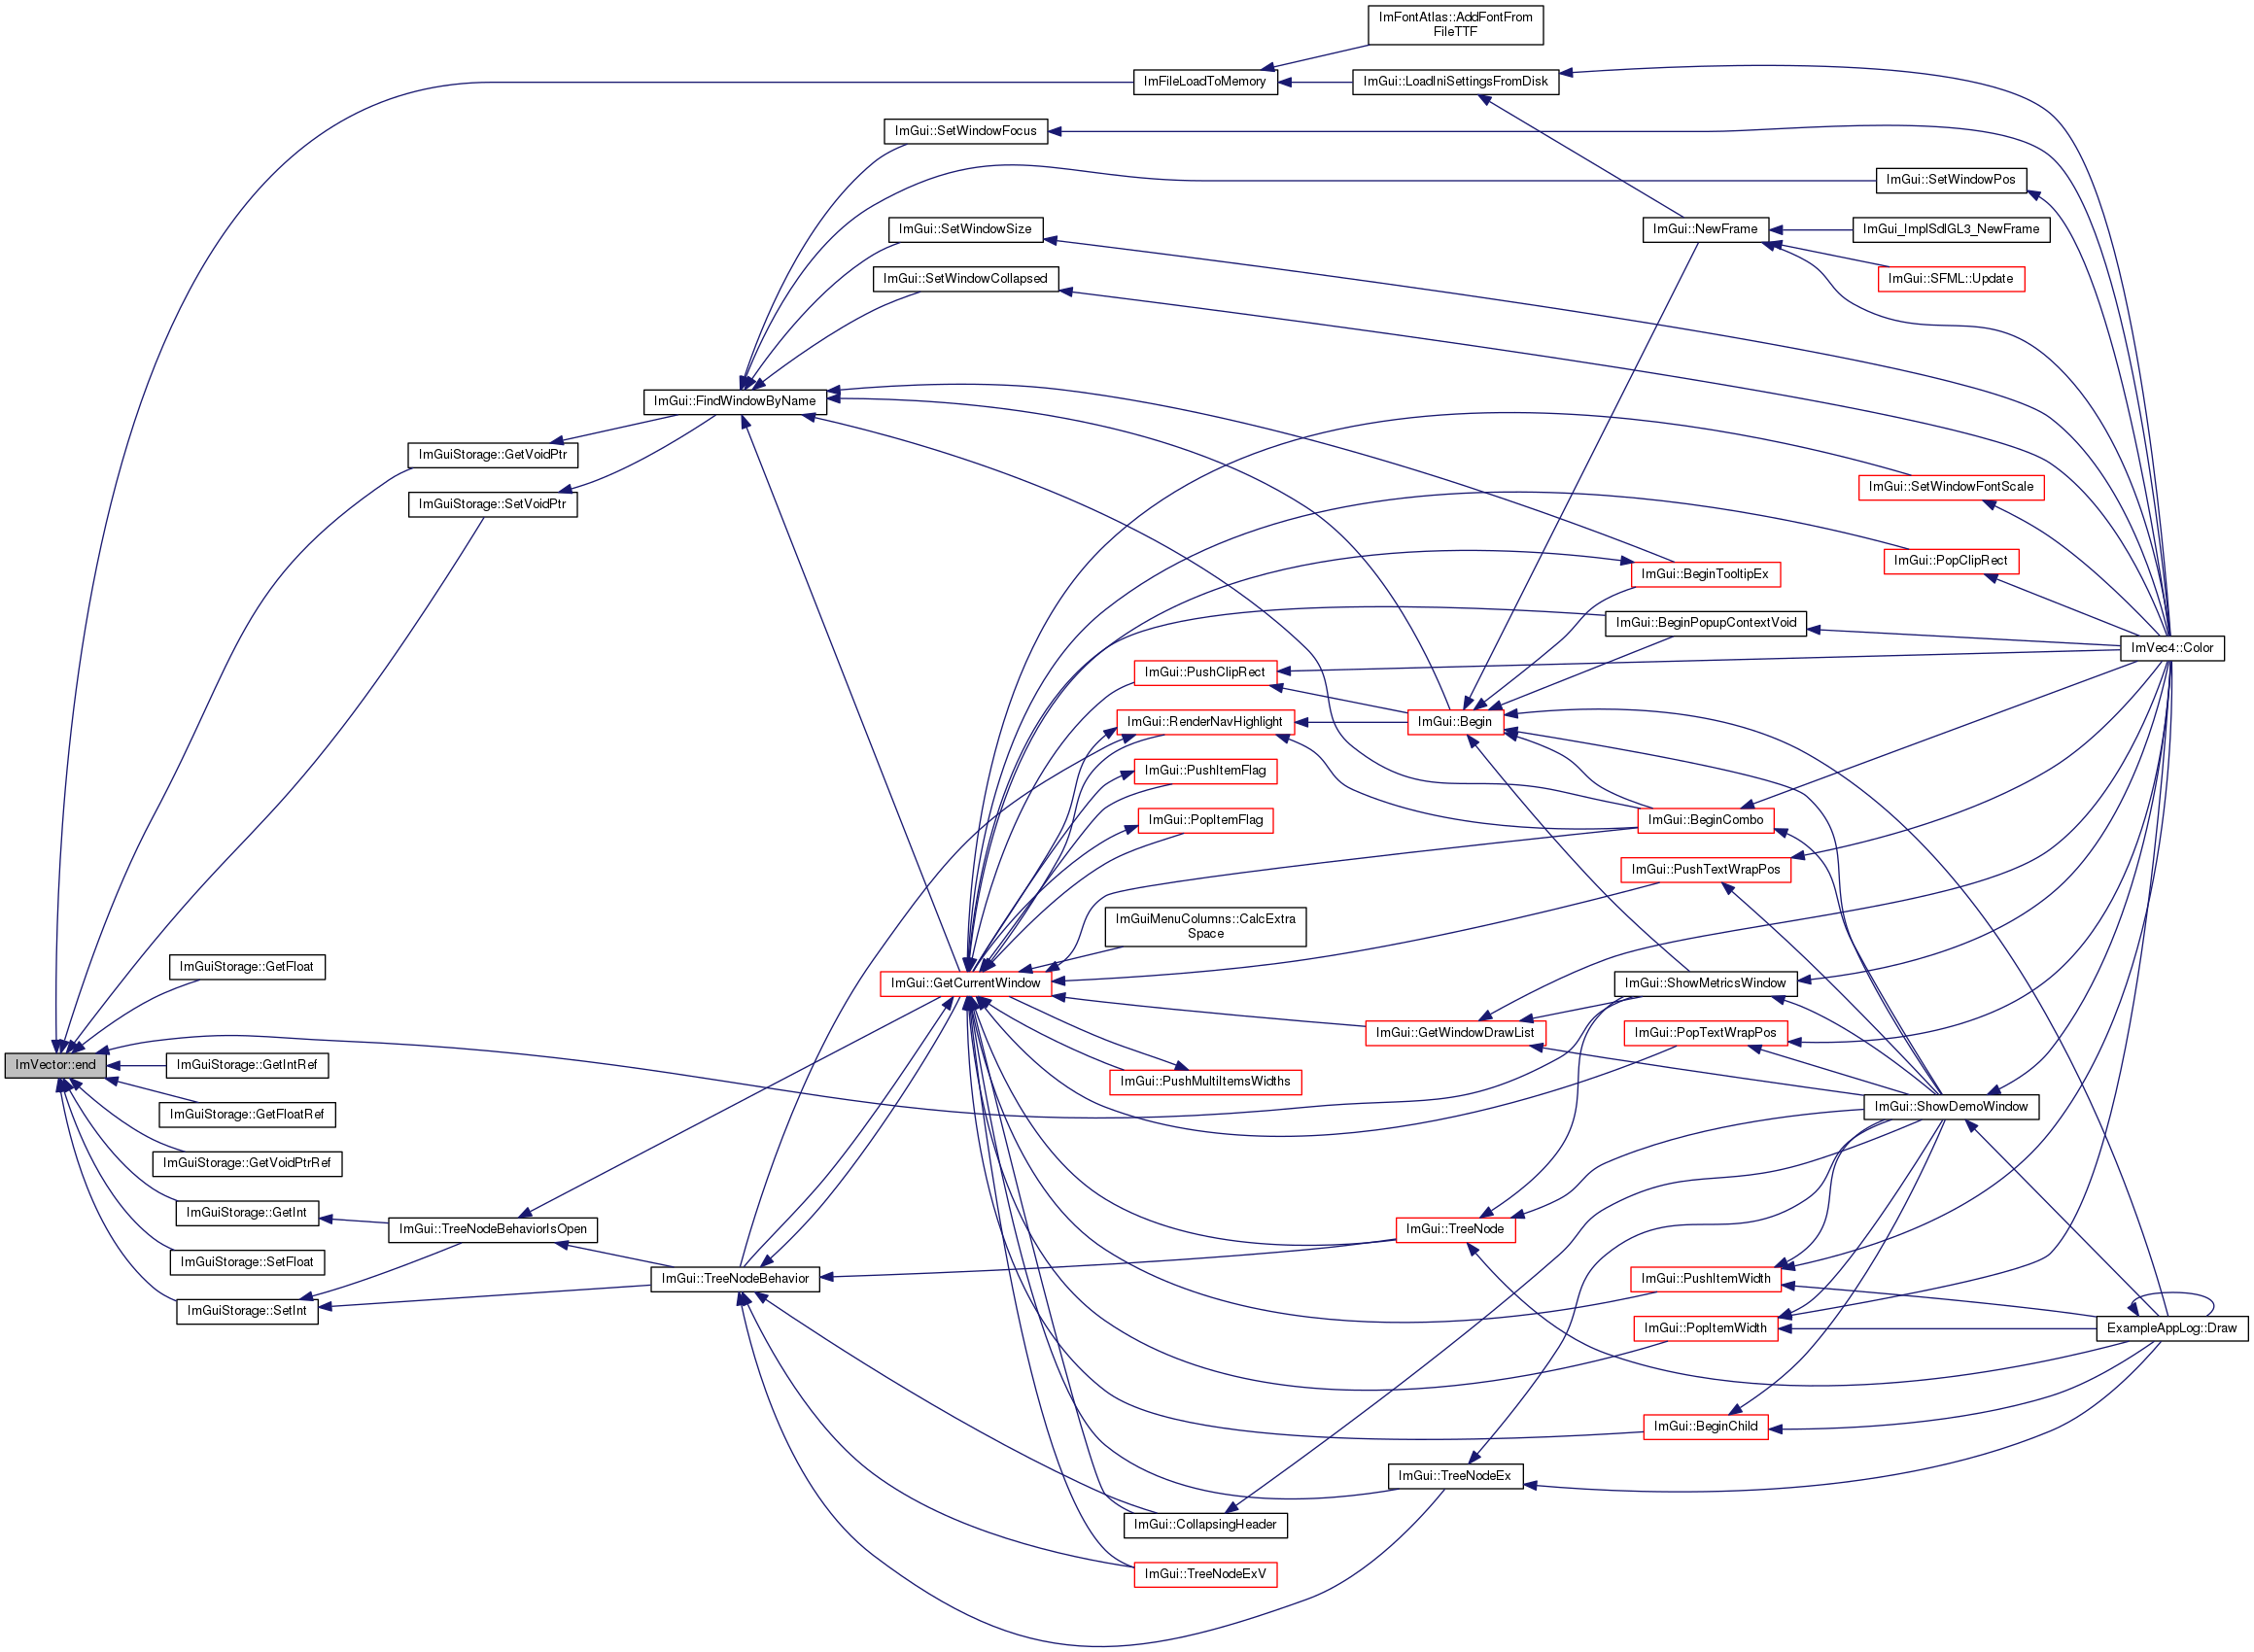 ImFontAtlas::AddFontFrom
FileTTF
ImFileLoadToMemory
ImGui::LoadIniSettingsFromDisk
ImGui::SetWindowFocus
ImGui::SetWindowPos
ImGui::SetWindowSize
ImGui::NewFrame
ImGui_ImplSdlGL3_NewFrame
ImGui::SetWindowCollapsed
ImGui::SFML::Update
ImGui::FindWindowByName
ImGuiStorage::GetVoidPtr
ImGui::SetWindowFontScale
ImGuiStorage::SetVoidPtr
ImGui::PopClipRect
ImGui::BeginTooltipEx
ImGui::BeginPopupContextVoid
ImVec4::Color
ImGui::PushClipRect
ImGui::RenderNavHighlight
ImGui::Begin
ImGui::PushItemFlag
ImGui::PopItemFlag
ImGui::BeginCombo
ImGui::PushTextWrapPos
ImGuiMenuColumns::CalcExtra
Space
ImGuiStorage::GetFloat
ImGui::GetCurrentWindow
ImGui::ShowMetricsWindow
ImGui::GetWindowDrawList
ImGui::PopTextWrapPos
ImVector::end
ImGuiStorage::GetIntRef
ImGui::PushMultiItemsWidths
ImGuiStorage::GetFloatRef
ImGui::ShowDemoWindow
ImGuiStorage::GetVoidPtrRef
ImGuiStorage::GetInt
ImGui::TreeNodeBehaviorIsOpen
ImGui::TreeNode
ImGuiStorage::SetFloat
ImGui::TreeNodeBehavior
ImGui::PushItemWidth
ImGuiStorage::SetInt
ImGui::PopItemWidth
ExampleAppLog::Draw
ImGui::BeginChild
ImGui::TreeNodeEx
ImGui::CollapsingHeader
ImGui::TreeNodeExV